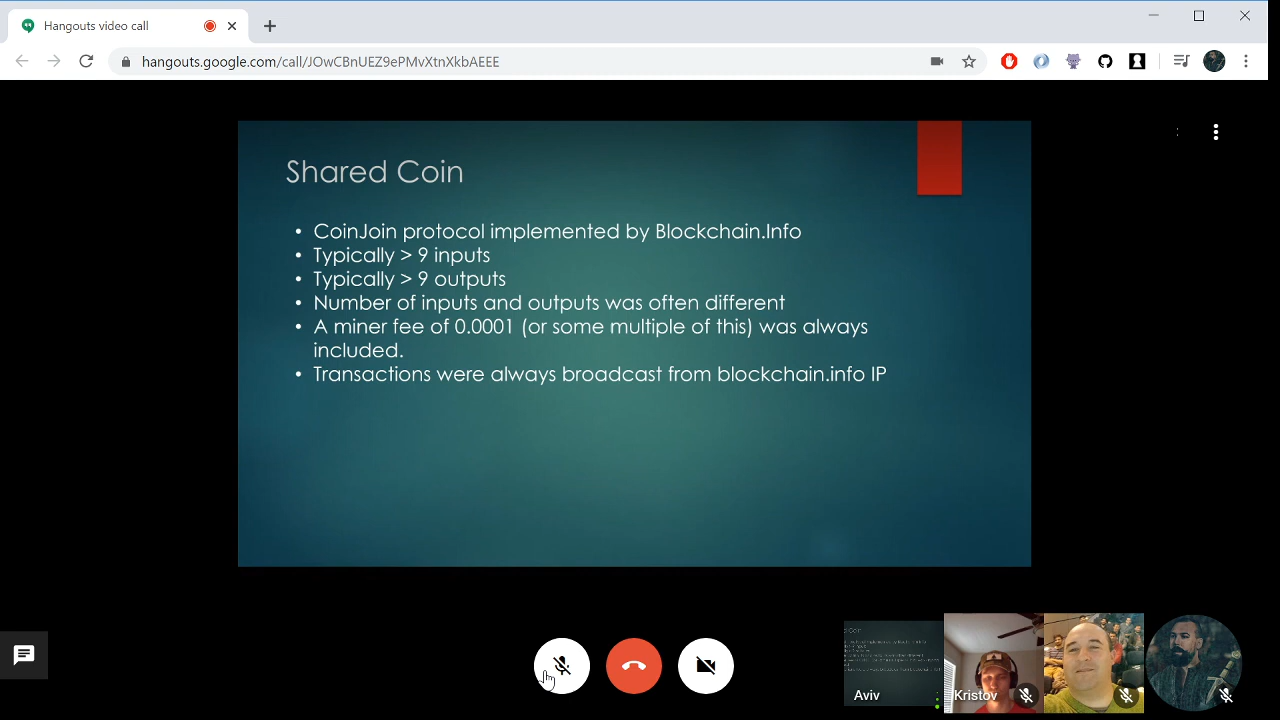 Hangouts video call
hangouts.google.com/call/JOwCBnUEZ9ePMvXtnXkbAEEE
Shared Coin
• CoinJoin protocol implemented by Blockchain.Info
• Typically > 9 inputs
• Typically > 9 outputs
• Number of inputs and outputs was often different
• A miner fee of 0.0001 (or some multiple of this) was always
included.
• Transactions were always broadcast from blockchain.info IP
Aviv
Kristov